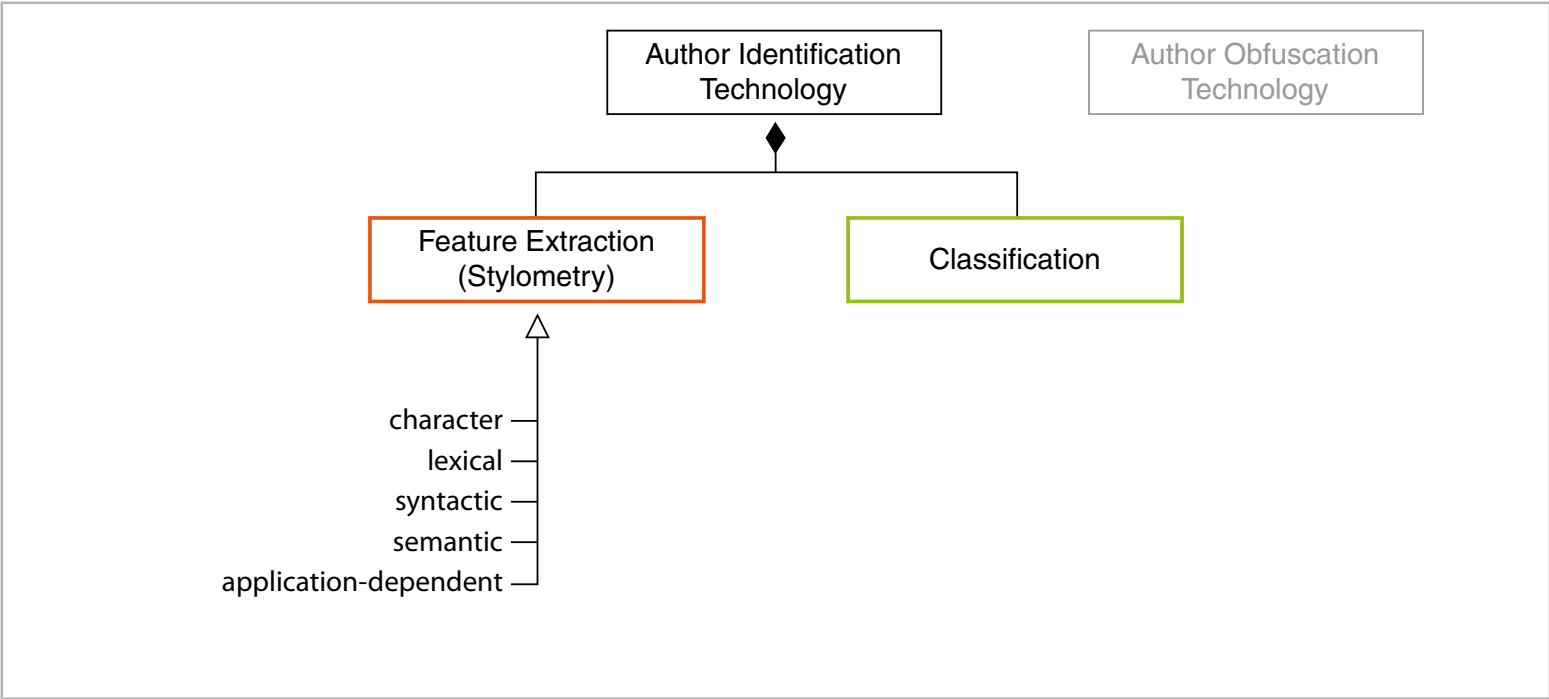 Author Identification
Technology
Author Obfuscation
Technology
Feature Extraction
(Stylometry)
Classification
character
lexical
syntactic
semantic
application-dependent